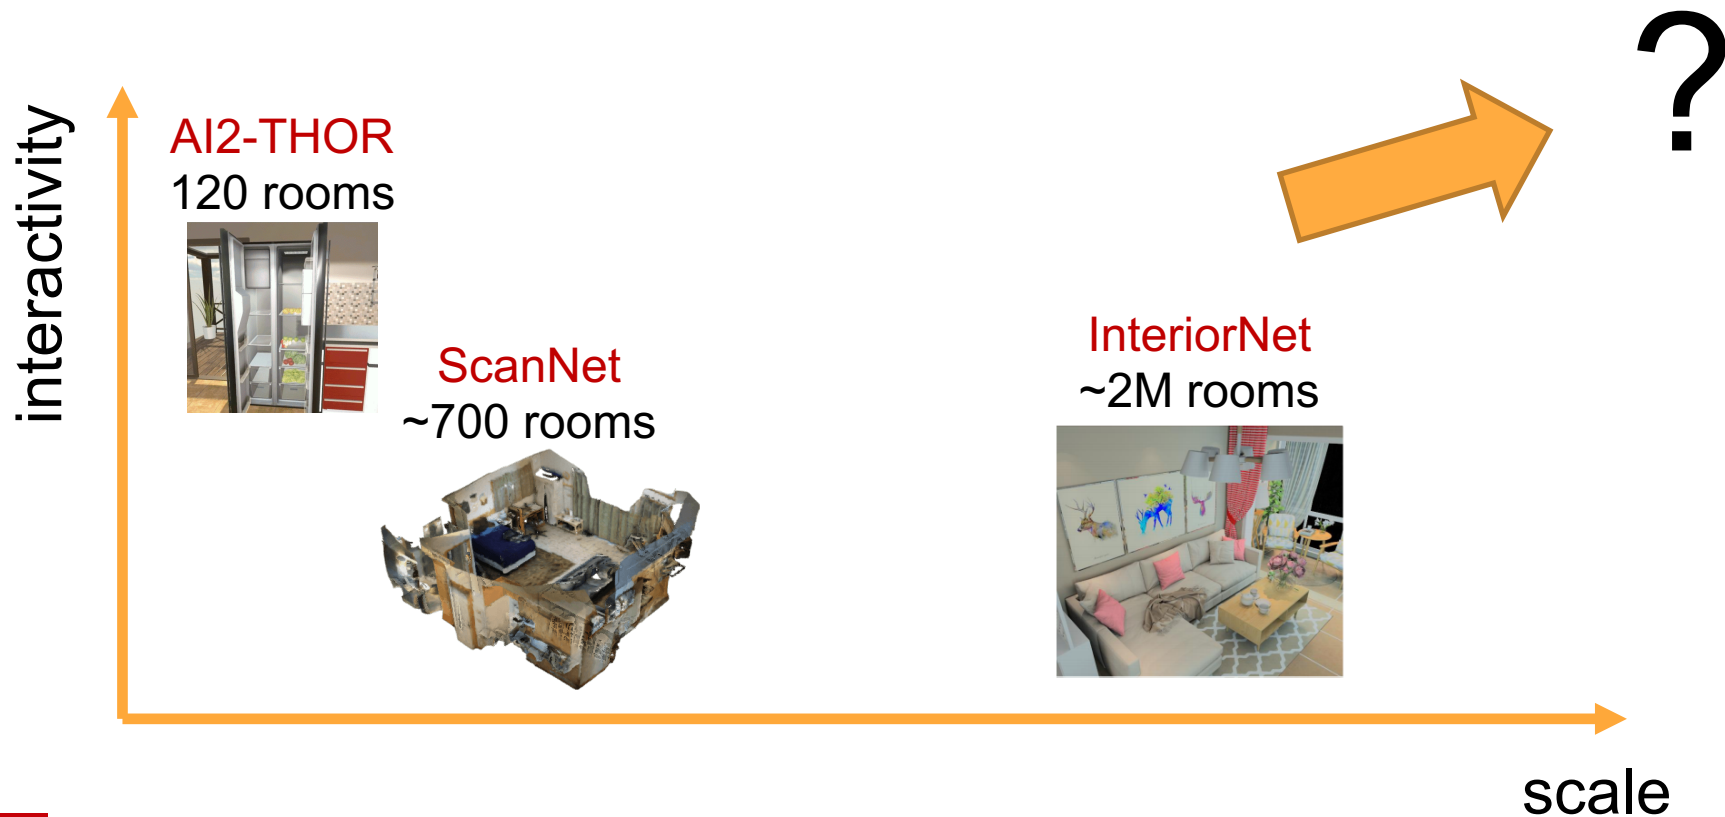 ?
interactivity
AI2-THOR
120 rooms
ScanNet
~700 rooms
InteriorNet
~2M rooms
scale